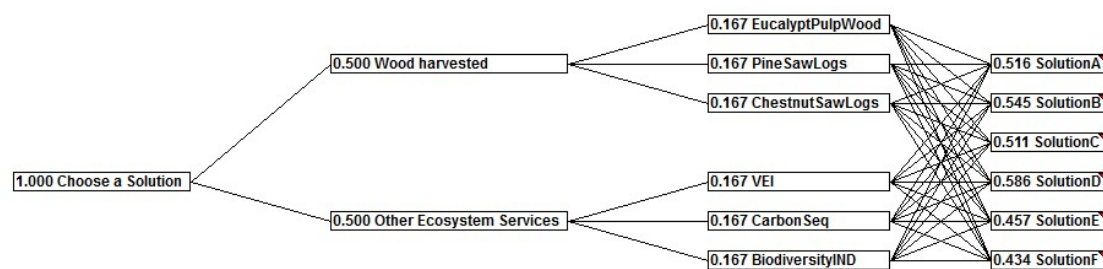 1.000 Choose a Solution
0.500 Wood harvested
0.500 Other Ecosystem Services
0.167 EucalyptPulpWood
0.167 PineSawLogs
0.167 ChestnutSawLogs
0.167 VEI
0.167 CarbonSeq
0.167 BiodiversityIND
0.516 SolutionA
0.545 SolutionB
0.511 SolutionC
0.586 SolutionD
0.457 SolutionE
0.434 SolutionF